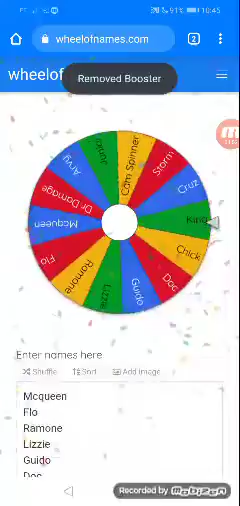 91% 10:45
wheelofnames.com
2
wheelof
Removed Booster
Cam Spinner
Storm
Cruz
King
Chick
Doc
Guido
Lizzie
Ramone
Flo
Mcqueen
Dr Damage
Arvy
Enter names here
Shuffle Sort Add image
Mcqueen
Flo
Ramone
Lizzie
Guido
Doc
Recorded by Mobizen